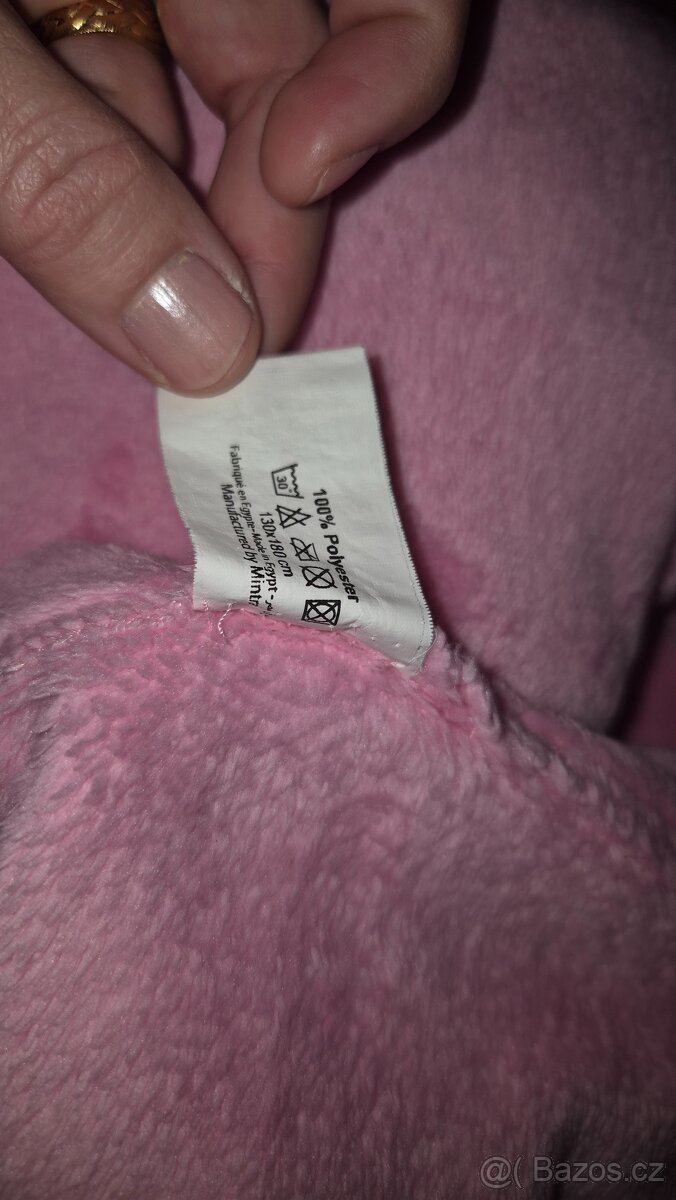 100% Polyester
30
130x180 cm
Fabriqué en Egypte - Made in Egypt -
Manufactured by
@( Bazos.cz